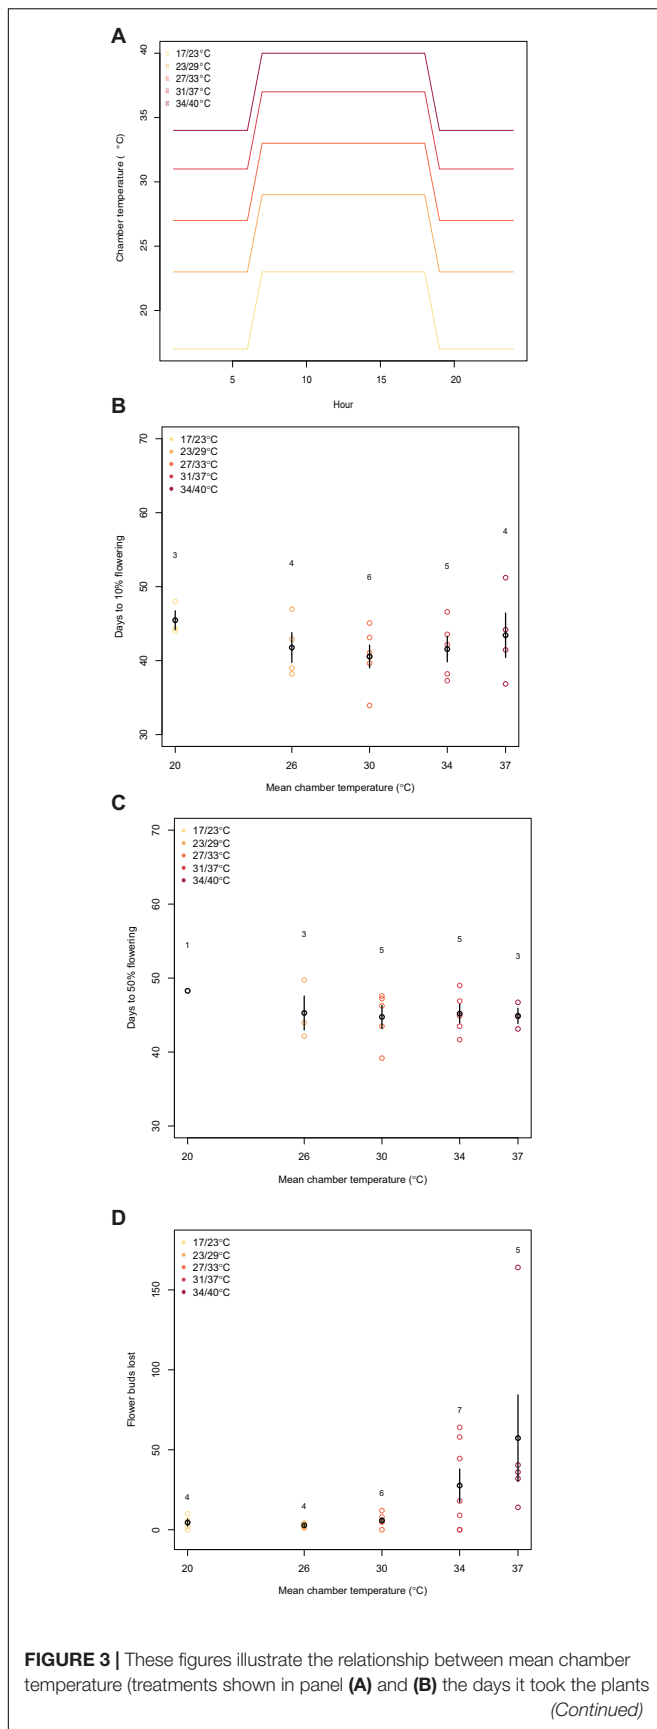 A
17/23°C
23/29°C
27/33°C
31/37°C
34/40°C
Chamber temperature ( °C)
40
35
30
25
20
5 10 15 20
Hour
B
17/23°C
23/29°C
27/33°C
31/37°C
34/40°C
Days to 10% flowering
70
60
50
40
30
3 4 6 5 4
20 26 30 34 37
Mean chamber temperature (°C)
C
17/23°C
23/29°C
27/33°C
31/37°C
34/40°C
Days to 50% flowering
70
60
50
40
30
1 3 5 5 3
20 26 30 34 37
Mean chamber temperature (°C)
D
17/23°C
23/29°C
27/33°C
31/37°C
34/40°C
Flower buds lost
150
100
50
0
4 4 6 7 5
20 26 30 34 37
Mean chamber temperature (°C)
FIGURE 3 | These figures illustrate the relationship between mean chamber
temperature (treatments shown in panel (A) and (B) the days it took the plants
(Continued)